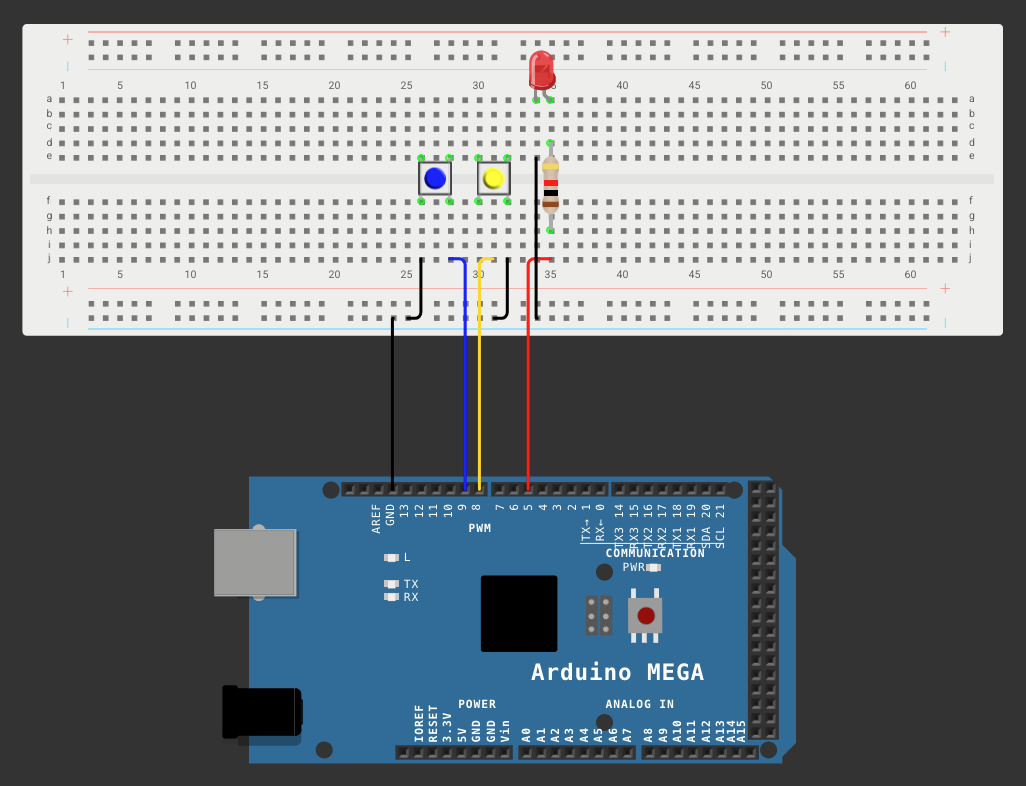 1 5 10 15 20 25 30 35 40 45 50 55 60
a a
b b
c c
d d
e e
f f
g g
h h
i i
j j
1 5 10 15 20 25 30 35 40 45 50 55 60
AREF GND 13 12 11 10 9 8 7 6 5 4 3 2 TX→ 1 RX← 0 TX3 14 RX3 15 TX2 16 RX2 17 TX1 18 RX1 19 SDA 20 SCL 21
PWM
COMMUNICATION
L
PWR
TX
RX
Arduino MEGA
POWER
ANALOG IN
IOREF RESET 3.3V 5V GND GND Vin A0 A1 A2 A3 A4 A5 A6 A7 A8 A9 A10 A11 A12 A13 A14 A15